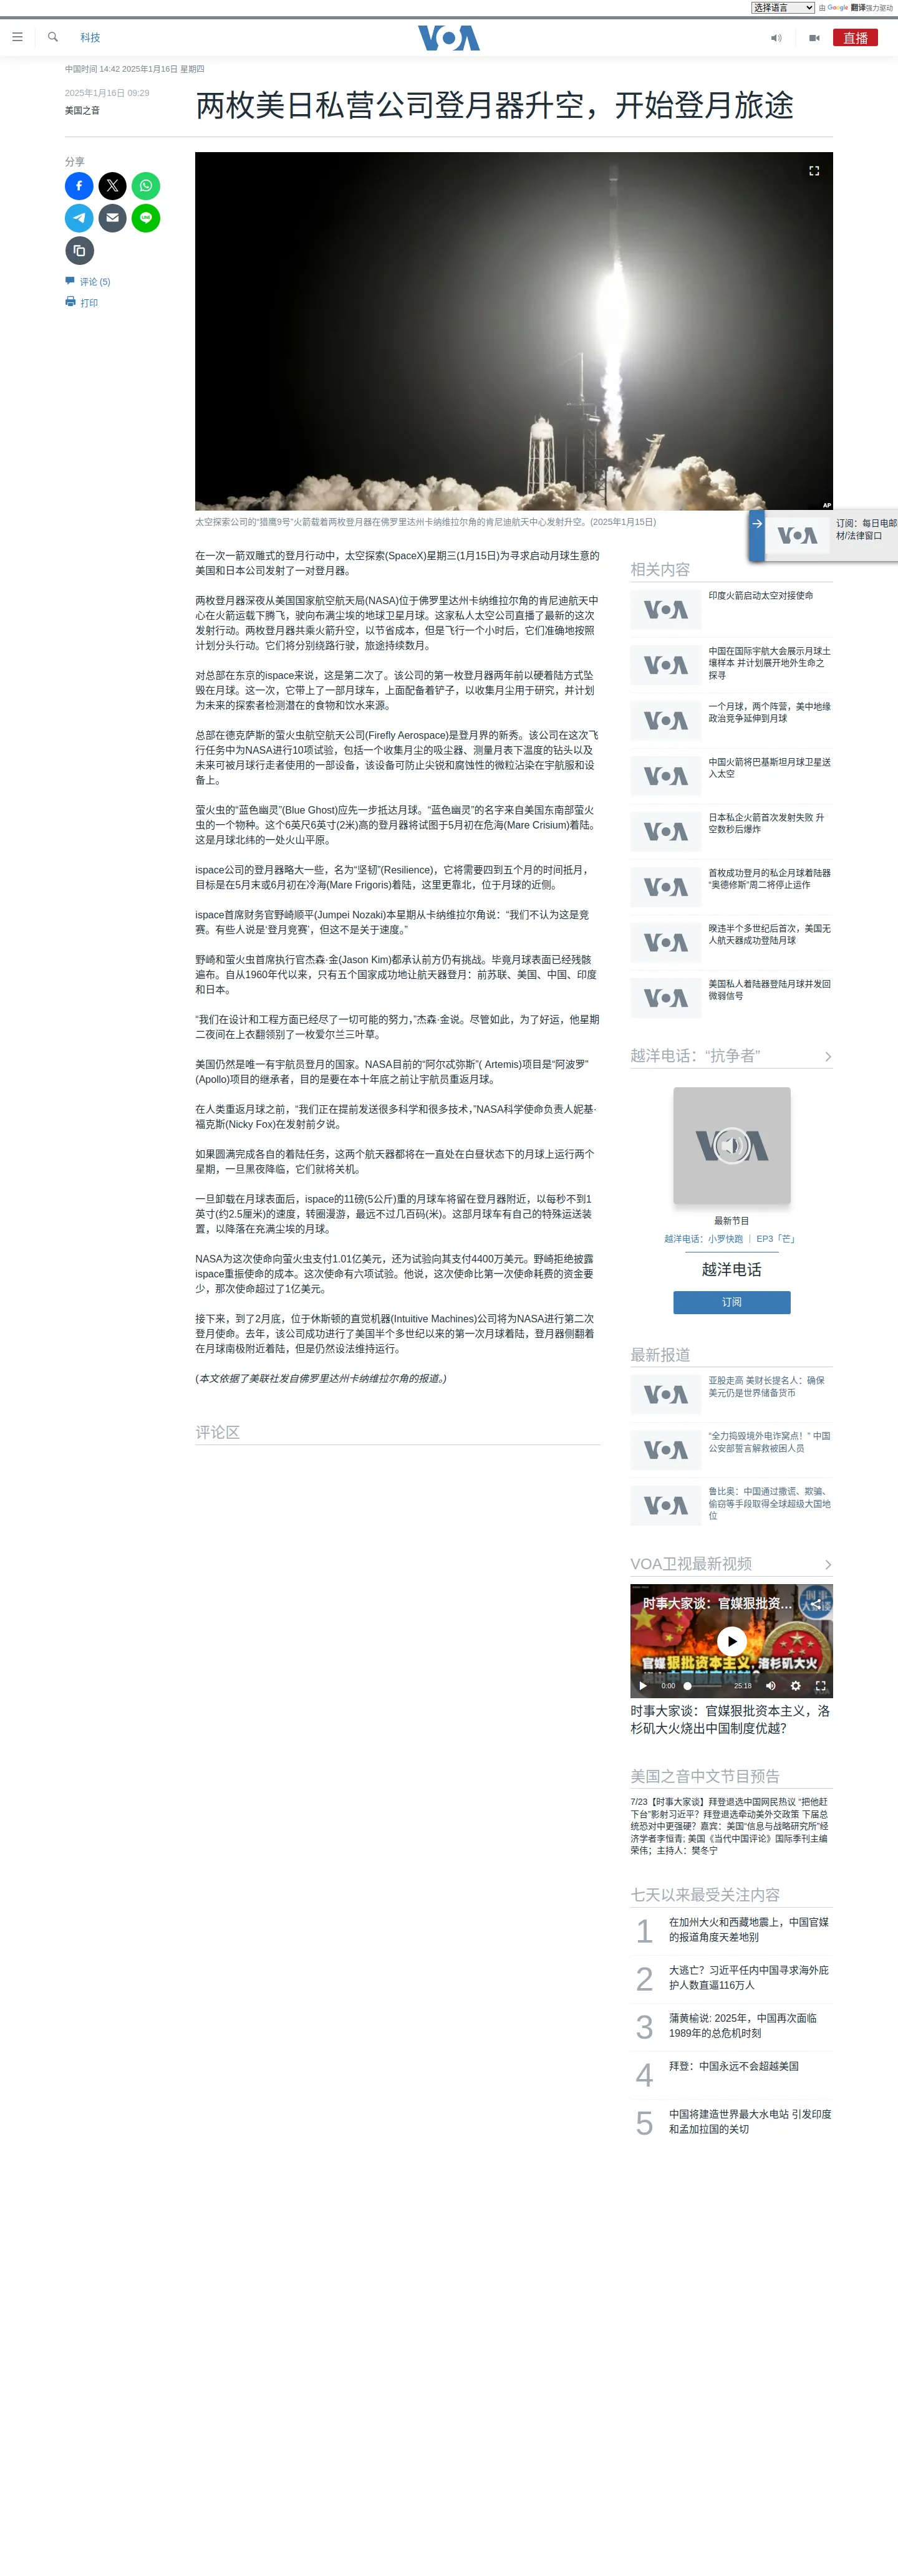 选择语言
由 Google 翻译强力驱动
科技
VOA
直播
中国时间 14:42 2025年1月16日 星期四
2025年1月16日 09:29
美国之音
两枚美日私营公司登月器升空，开始登月旅途
分享
评论 (5)
打印
AP
太空探索公司的“猎鹰9号”火箭载着两枚登月器在佛罗里达州卡纳维拉尔角的肯尼迪航天中心发射升空。(2025年1月15日)
订阅：每日电邮
材/法律窗口
在一次一箭双雕式的登月行动中，太空探索(SpaceX)星期三(1月15日)为寻求启动月球生意的
美国和日本公司发射了一对登月器。
两枚登月器深夜从美国国家航空航天局(NASA)位于佛罗里达州卡纳维拉尔角的肯尼迪航天中
心在火箭运载下腾飞，驶向布满尘埃的地球卫星月球。这家私人太空公司直播了最新的这次
发射行动。两枚登月器共乘火箭升空，以节省成本，但是飞行一个小时后，它们准确地按照
计划分头行动。它们将分别绕路行驶，旅途持续数月。
对总部在东京的ispace来说，这是第二次了。该公司的第一枚登月器两年前以硬着陆方式坠
毁在月球。这一次，它带上了一部月球车，上面配备着铲子，以收集月尘用于研究，并计划
为未来的探索者检测潜在的食物和饮水来源。
总部在德克萨斯的萤火虫航空航天公司(Firefly Aerospace)是登月界的新秀。该公司在这次飞
行任务中为NASA进行10项试验，包括一个收集月尘的吸尘器、测量月表下温度的钻头以及
未来可被月球行走者使用的一部设备，该设备可防止尖锐和腐蚀性的微粒沾染在宇航服和设
备上。
萤火虫的“蓝色幽灵”(Blue Ghost)应先一步抵达月球。“蓝色幽灵”的名字来自美国东南部萤火
虫的一个物种。这个6英尺6英寸(2米)高的登月器将试图于5月初在危海(Mare Crisium)着陆。
这是月球北纬的一处火山平原。
ispace公司的登月器略大一些，名为“坚韧”(Resilience)，它将需要四到五个月的时间抵月，
目标是在5月末或6月初在冷海(Mare Frigoris)着陆，这里更靠北，位于月球的近侧。
ispace首席财务官野崎顺平(Jumpei Nozaki)本星期从卡纳维拉尔角说：“我们不认为这是竞
赛。有些人说是‘登月竞赛’，但这不是关于速度。”
野崎和萤火虫首席执行官杰森·金(Jason Kim)都承认前方仍有挑战。毕竟月球表面已经残骸
遍布。自从1960年代以来，只有五个国家成功地让航天器登月：前苏联、美国、中国、印度
和日本。
“我们在设计和工程方面已经尽了一切可能的努力，”杰森·金说。尽管如此，为了好运，他星期
二夜间在上衣翻领别了一枚爱尔兰三叶草。
美国仍然是唯一有宇航员登月的国家。NASA目前的“阿尔忒弥斯”( Artemis)项目是“阿波罗”
(Apollo)项目的继承者，目的是要在本十年底之前让宇航员重返月球。
在人类重返月球之前，“我们正在提前发送很多科学和很多技术，”NASA科学使命负责人妮基·
福克斯(Nicky Fox)在发射前夕说。
如果圆满完成各自的着陆任务，这两个航天器都将在一直处在白昼状态下的月球上运行两个
星期，一旦黑夜降临，它们就将关机。
一旦卸载在月球表面后，ispace的11磅(5公斤)重的月球车将留在登月器附近，以每秒不到1
英寸(约2.5厘米)的速度，转圈漫游，最远不过几百码(米)。这部月球车有自己的特殊运送装
置，以降落在充满尘埃的月球。
NASA为这次使命向萤火虫支付1.01亿美元，还为试验向其支付4400万美元。野崎拒绝披露
ispace重振使命的成本。这次使命有六项试验。他说，这次使命比第一次使命耗费的资金要
少，那次使命超过了1亿美元。
接下来，到了2月底，位于休斯顿的直觉机器(Intuitive Machines)公司将为NASA进行第二次
登月使命。去年，该公司成功进行了美国半个多世纪以来的第一次月球着陆，登月器侧翻着
在月球南极附近着陆，但是仍然设法维持运行。
(本文依据了美联社发自佛罗里达州卡纳维拉尔角的报道。)
评论区
相关内容
VOA
印度火箭启动太空对接使命
VOA
中国在国际宇航大会展示月球土
壤样本 并计划展开地外生命之
探寻
VOA
一个月球，两个阵营，美中地缘
政治竞争延伸到月球
VOA
中国火箭将巴基斯坦月球卫星送
入太空
VOA
日本私企火箭首次发射失败 升
空数秒后爆炸
VOA
首枚成功登月的私企月球着陆器
“奥德修斯”周二将停止运作
VOA
暌违半个多世纪后首次，美国无
人航天器成功登陆月球
VOA
美国私人着陆器登陆月球并发回
微弱信号
越洋电话：“抗争者”
VOA
最新节目
越洋电话：小罗快跑 ｜ EP3「芒」
越洋电话
订阅
最新报道
VOA
亚股走高 美财长提名人：确保
美元仍是世界储备货币
VOA
“全力捣毁境外电诈窝点！” 中国
公安部誓言解救被困人员
VOA
鲁比奥：中国通过撒谎、欺骗、
偷窃等手段取得全球超级大国地
位
VOA卫视最新视频
时事大家谈：官媒狠批资…
官媒狠批资本主义，洛杉矶大火
0:00
25:18
时事大家谈：官媒狠批资本主义，洛
杉矶大火烧出中国制度优越？
美国之音中文节目预告
7/23【时事大家谈】拜登退选中国网民热议 “把他赶
下台”影射习近平？拜登退选牵动美外交政策 下届总
统恐对中更强硬？嘉宾：美国“信息与战略研究所”经
济学者李恒青; 美国《当代中国评论》国际季刊主编
荣伟；主持人：樊冬宁
七天以来最受关注内容
1 在加州大火和西藏地震上，中国官媒
的报道角度天差地别
2 大逃亡？习近平任内中国寻求海外庇
护人数直逼116万人
3 蒲黄榆说: 2025年，中国再次面临
1989年的总危机时刻
4 拜登：中国永远不会超越美国
5 中国将建造世界最大水电站 引发印度
和孟加拉国的关切